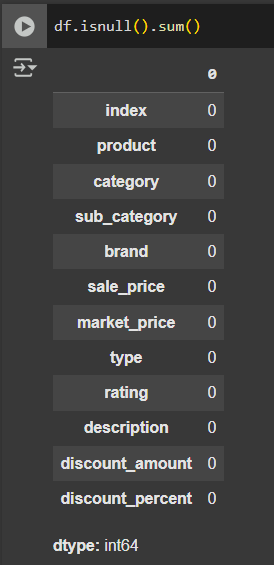 df.isnull().sum()
0
index 0
product 0
category 0
sub_category 0
brand 0
sale_price 0
market_price 0
type 0
rating 0
description 0
discount_amount 0
discount_percent 0
dtype: int64